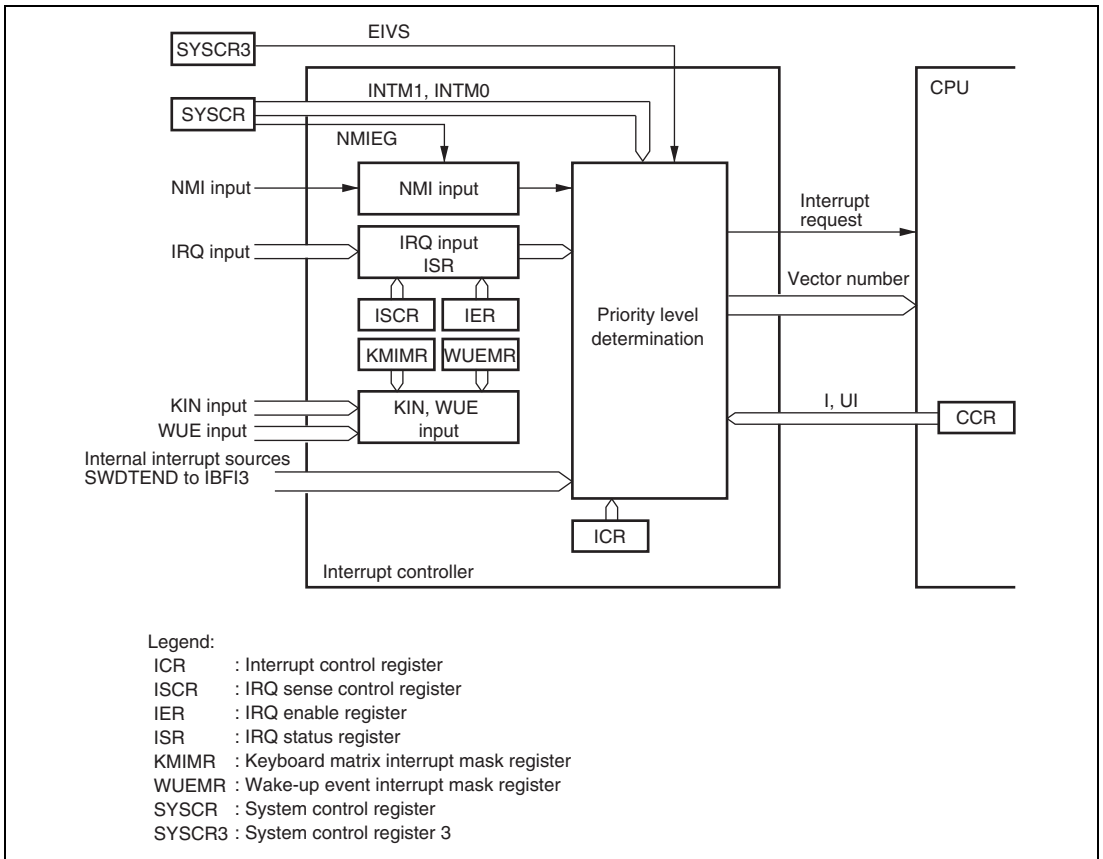 EIVS
SYSCR3
INTM1, INTM0
CPU
SYSCR
NMIEG
NMI input
NMI input
Interrupt
request
IRQ input
IRQ input
ISR
Vector number
ISCR
IER
Priority level
determination
KMIMR
WUEMR
KIN input
WUE input
KIN, WUE
input
I, UI
CCR
Internal interrupt sources
SWDTEND to IBFI3
ICR
Interrupt controller
Legend:
ICR : Interrupt control register
ISCR : IRQ sense control register
IER : IRQ enable register
ISR : IRQ status register
KMIMR : Keyboard matrix interrupt mask register
WUEMR : Wake-up event interrupt mask register
SYSCR : System control register
SYSCR3 : System control register 3